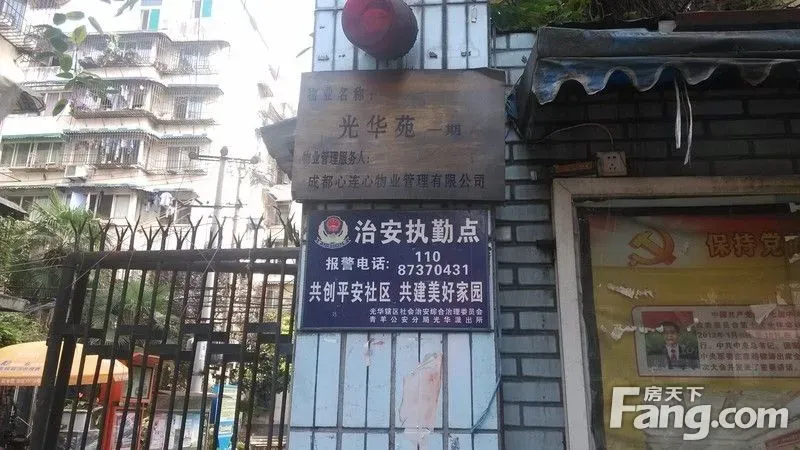 物业名称：
光华苑一期
物业管理服务人：
成都心连心物业管理有限公司
治安执勤点
报警电话：110
87370431
共创平安社区 共建美好家园
光华辖区社会治安综合治理委员会
青羊公安分局光华派出所
保持党
房天下
Fang.com